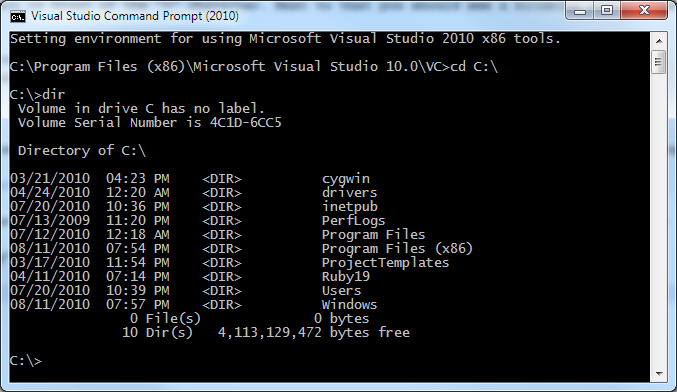 Visual Studio Command Prompt (2010)
Setting environment for using Microsoft Visual Studio 2010 x86 tools.
C:\Program Files (x86)\Microsoft Visual Studio 10.0\VC>cd C:\
C:\>dir
 Volume in drive C has no label.
 Volume Serial Number is 4C1D-6CC5
 Directory of C:\
03/21/2010  04:23 PM    <DIR>          cygwin
04/24/2010  12:20 AM    <DIR>          drivers
07/20/2010  10:36 PM    <DIR>          inetpub
07/13/2009  11:20 PM    <DIR>          PerfLogs
07/12/2010  12:18 AM    <DIR>          Program Files
08/11/2010  07:54 PM    <DIR>          Program Files (x86)
03/17/2010  11:54 PM    <DIR>          ProjectTemplates
04/11/2010  07:14 PM    <DIR>          Ruby19
07/20/2010  10:39 PM    <DIR>          Users
08/11/2010  07:57 PM    <DIR>          Windows
               0 File(s)              0 bytes
              10 Dir(s)   4,113,129,472 bytes free
C:\>